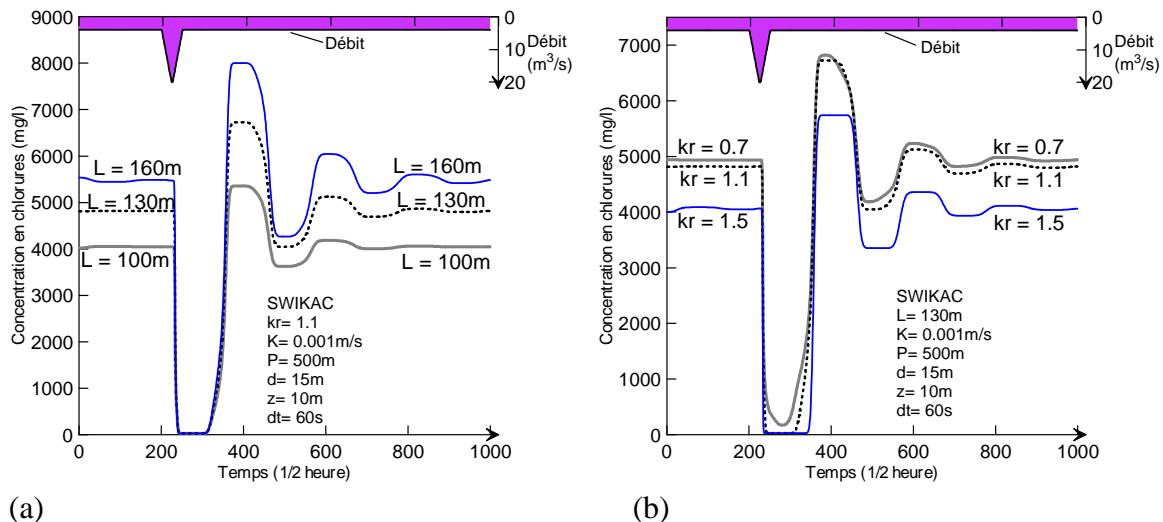 9000
8000
7000
6000
5000
4000
3000
2000
1000
0
Concentration en chlorures (mg/l)
0
200
400
600
800
1000
Temps (1/2 heure)
0
10
20
Débit
(m³/s)
Débit
L = 160m
L = 160m
L = 130m
L = 130m
L = 100m
L = 100m
SWIKAC
kr= 1.1
K= 0.001m/s
P= 500m
d= 15m
z= 10m
dt= 60s
(a)
7000
6000
5000
4000
3000
2000
1000
0
Concentration en chlorures (mg/l)
0
200
400
600
800
1000
Temps (1/2 heure)
0
10
20
Débit
(m³/s)
Débit
kr = 0.7
kr = 0.7
kr = 1.1
kr = 1.1
kr = 1.5
kr = 1.5
SWIKAC
L= 130m
K= 0.001m/s
P= 500m
d= 15m
z= 10m
dt= 60s
(b)